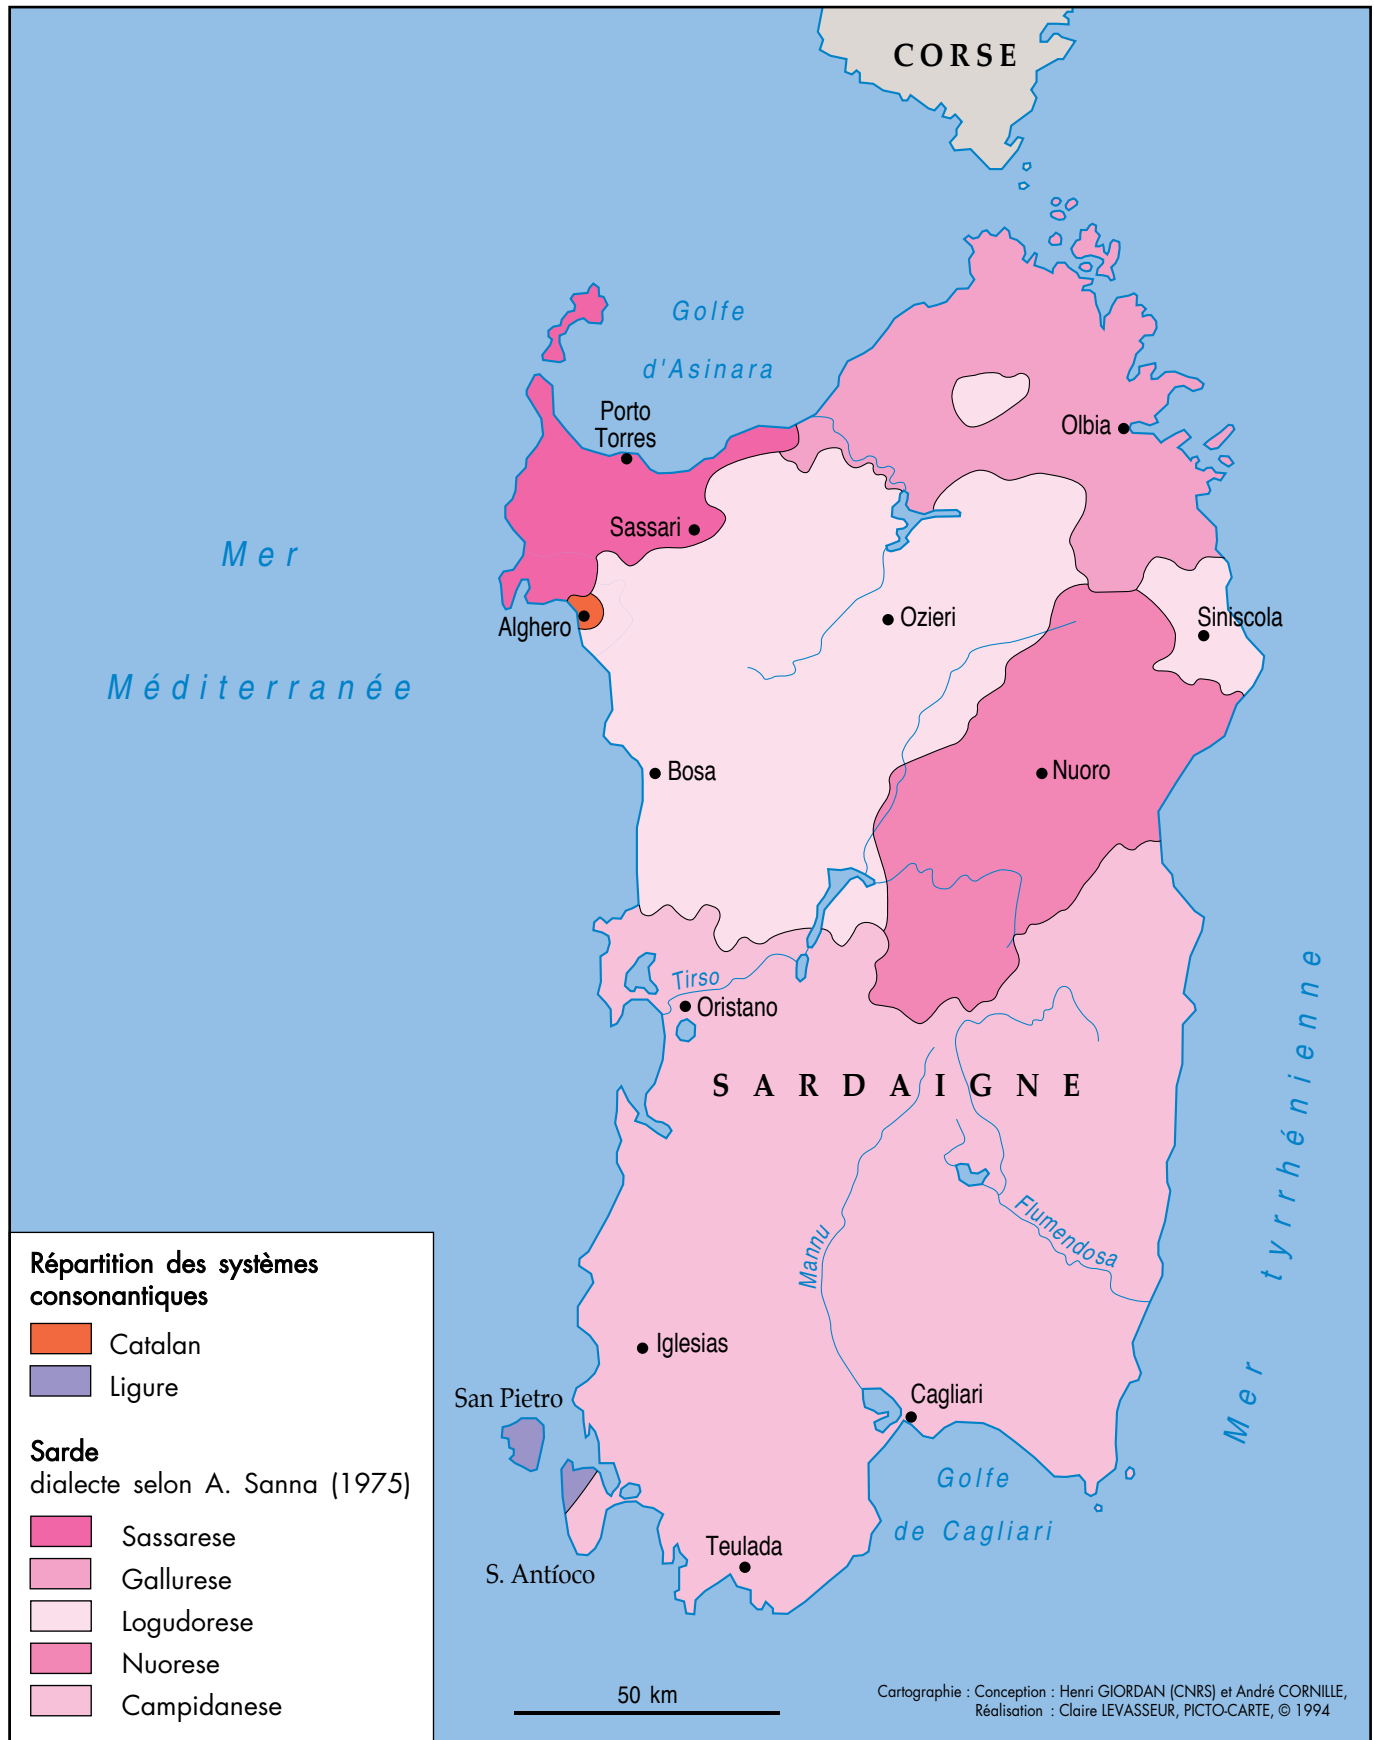 CORSE
Golfe
d'Asinara
Porto
Torres
Olbia
Sassari
Mer
Alghero
Ozieri
Siniscola
Méditerranée
Bosa
Nuoro
Tirso
Oristano
SARDAIGNE
Mer tyrrhénienne
Flumendosa
Mannu
Iglesias
San Pietro
Cagliari
Golfe
de Cagliari
Teulada
S. Antíoco
Répartition des systèmes
consonantiques
Catalan
Ligure
Sarde
dialecte selon A. Sanna (1975)
Sassarese
Gallurese
Logudorese
Nuorese
Campidanese
50 km
Cartographie : Conception : Henri GIORDAN (CNRS) et André CORNILLE,
Réalisation : Claire LEVASSEUR, PICTO-CARTE, © 1994